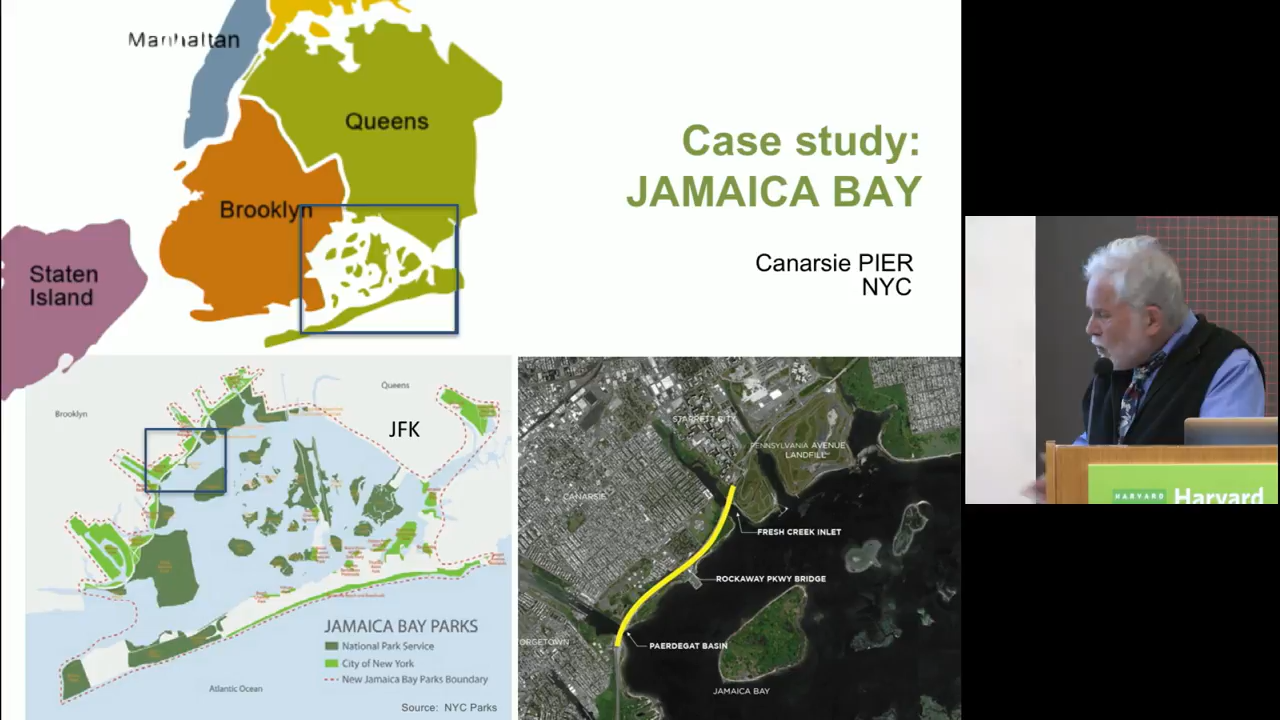 Manhattan
Queens
Brooklyn
Staten
Island
Case study:
JAMAICA BAY
Canarsie PIER
NYC
Brooklyn
Queens
JFK
JAMAICA BAY PARKS
National Park Service
City of New York
New Jamaica Bay Parks Boundary
Atlantic Ocean
Source: NYC Parks
STARRETT CITY
PENNSYLVANIA AVENUE
LANDFILL
CANARSIE
FRESH CREEK INLET
ROCKAWAY PKWY BRIDGE
ORGETOWN
PAERDEGAT BASIN
JAMAICA BAY
HARVARD
Harvard